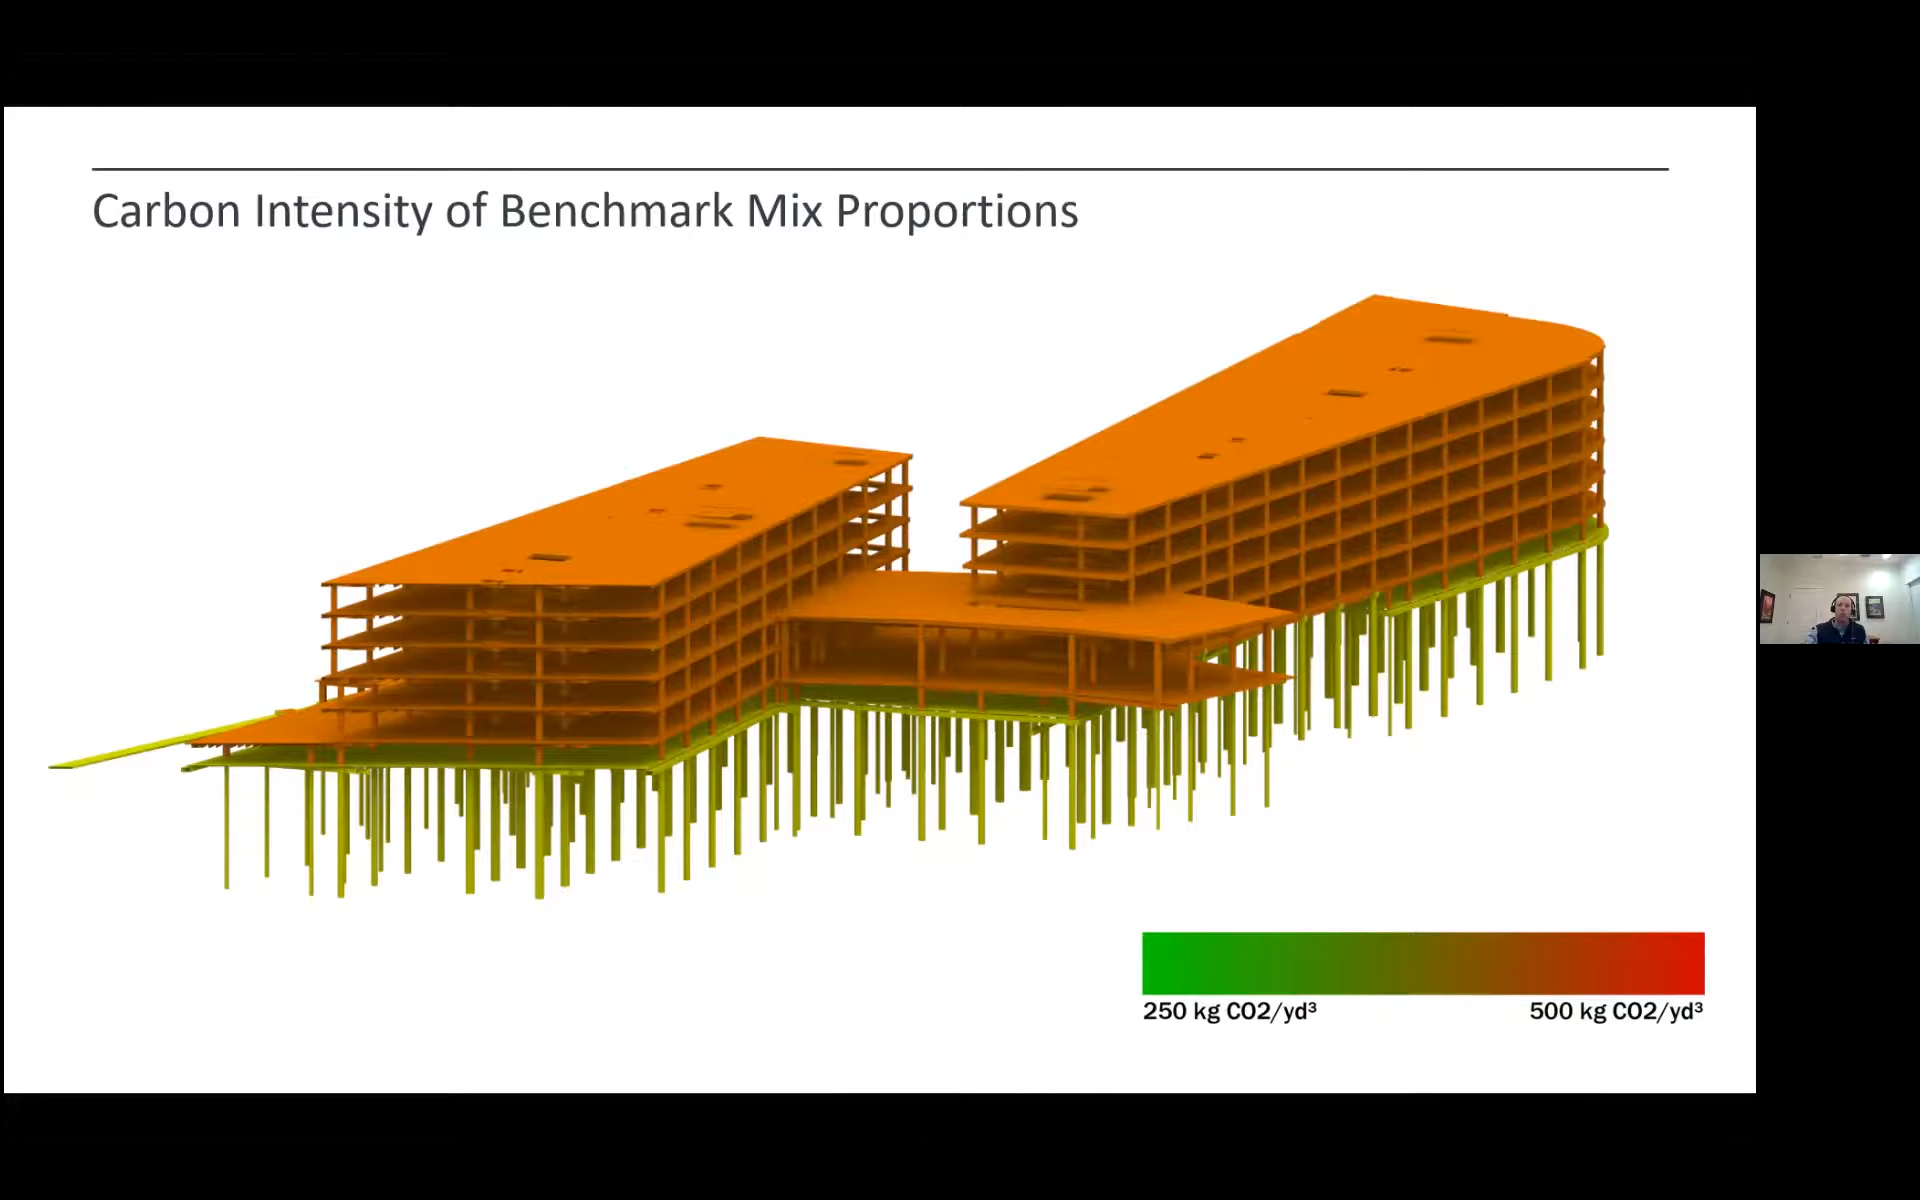 Carbon Intensity of Benchmark Mix Proportions
250 kg CO2/yd³
500 kg CO2/yd³